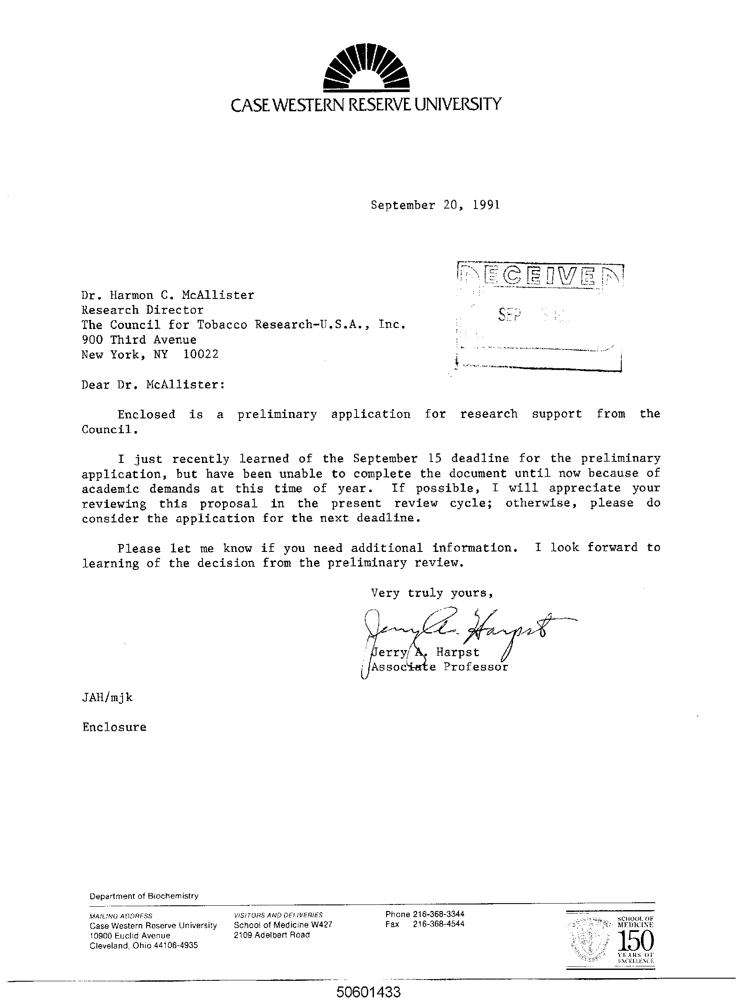 CASE WESTERN RESERVE UNIVERSITY
September 20, 1991
RECEIVED
SEP
Dr. Harmon C. McAllister
Research Director
The Council for Tobacco Research-U.S.A., Inc.
900 Third Avenue
New York, NY 10022
Dear Dr. McAllister:
Enclosed is a preliminary application for research support from the
Council.
I just recently learned of the September 15 deadline for the preliminary
application, but have been unable to complete the document until now because of
academic demands at this time of year. If possible, I will appreciate your
reviewing this proposal in the present review cycle; otherwise, please do
consider the application for the next deadline.
Please let me know if you need additional information. I look forward to
learning of the decision from the preliminary review.
Very truly yours,
Jerry A. Harpst
Jerry A. Harpst
Associate Professor
JAH/mjk
Enclosure
Department of Biochemistry
MAILING ADDRESS
Case Western Reserve University
10900 Euclid Avenue
Cleveland, Ohio 44106-4935
VISITORS AND DELIVERIES
School of Medicine W427
2109 Adelbert Road
Phone 216-368-3344
Fax 216-368-4544
SCHOOL OF
MEDICINE
150
YEARS OF
EXCELLENCE
50601433